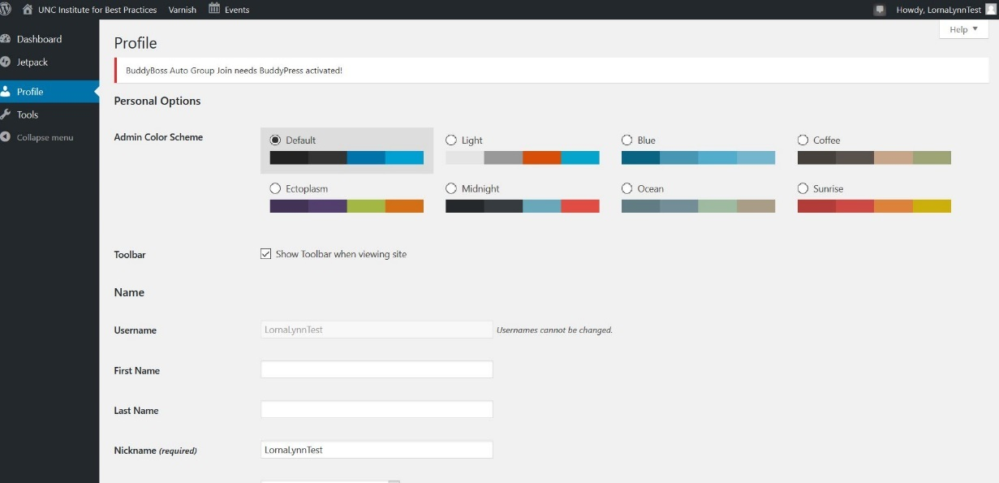 UNC Institute for Best Practices Varnish Events Howdy, LornaLynnTest
Help
Dashboard
Jetpack
Profile
Tools
Collapse menu
Profile
BuddyBoss Auto Group Join needs BuddyPress activated!
Personal Options
Admin Color Scheme
Default Light Blue Coffee
Ectoplasm Midnight Ocean Sunrise
Toolbar Show Toolbar when viewing site
Name
Username LornaLynnTest Usernames cannot be changed.
First Name
Last Name
Nickname (required) LornaLynnTest